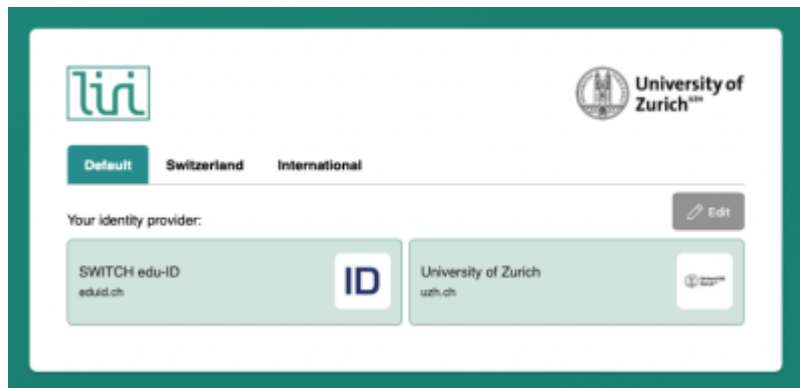 liri
University of
Zurich UZH
Default Switzerland International
Edit
Your identity provider:
SWITCH edu-ID
eduid.ch
ID
University of Zurich
uzh.ch